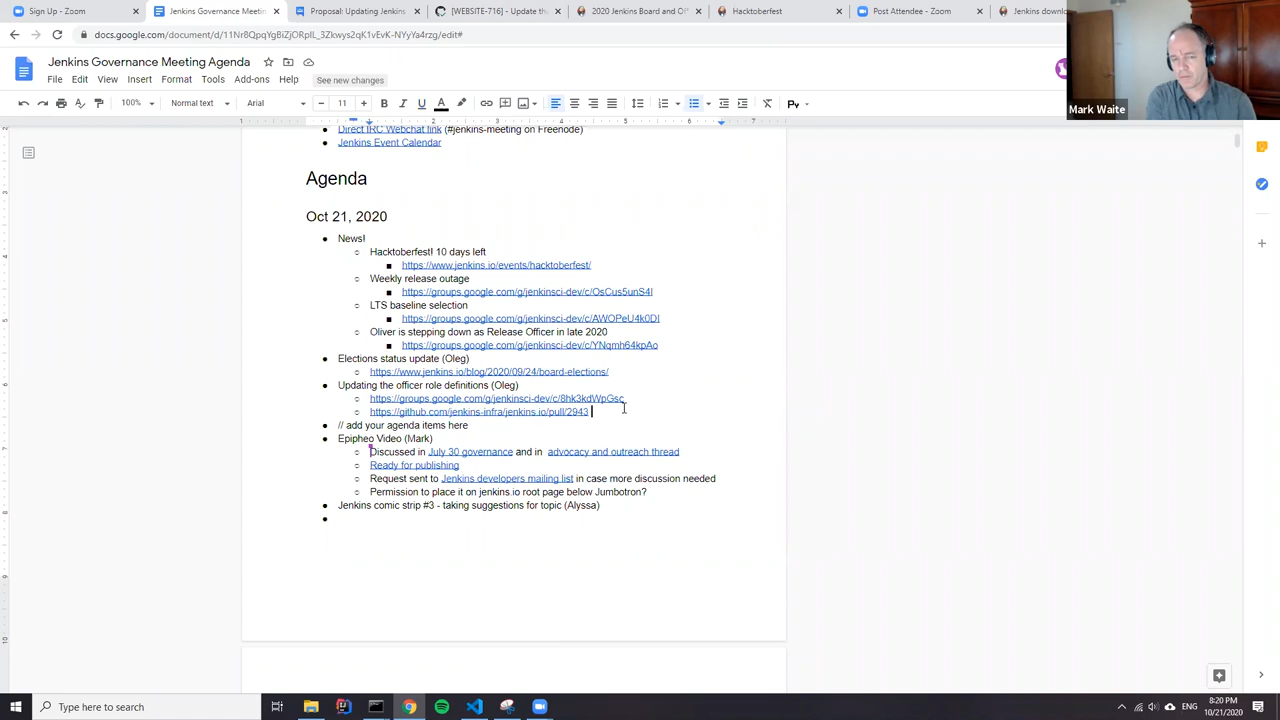 Sign Up - Zoom
Jenkins Governance Meetin
Proposal: Updating Jenkins
[WEBSITE-716] - Update th
2020 Jenkins Board and Of
Hacktoberfest
Post Attendee - Zoom
Jenkins downl
docs.google.com/document/d/11Nr8QpqYgBiZjORpIL_3Zkwys2qK1vEvK-NYyYa4rzg/edit#
Jenkins Governance Meeting Agenda
File Edit View Insert Format Tools Add-ons Help See new changes
100% Normal text Arial 11
Mark Waite
1 2 3 4 5 6 7
Direct IRC Webchat link (#jenkins-meeting on Freenode)
Jenkins Event Calendar
Agenda
Oct 21, 2020
News!
Hacktoberfest! 10 days left
https://www.jenkins.io/events/hacktoberfest/
Weekly release outage
https://groups.google.com/g/jenkinsci-dev/c/OsCus5unS4I
LTS baseline selection
https://groups.google.com/g/jenkinsci-dev/c/AWOPeU4k0DI
Oliver is stepping down as Release Officer in late 2020
https://groups.google.com/g/jenkinsci-dev/c/YNqmh64kpAo
Elections status update (Oleg)
https://www.jenkins.io/blog/2020/09/24/board-elections/
Updating the officer role definitions (Oleg)
https://groups.google.com/g/jenkinsci-dev/c/8hk3kdWpGsc
https://github.com/jenkins-infra/jenkins.io/pull/2943
// add your agenda items here
Epipheo Video (Mark)
Discussed in July 30 governance and in advocacy and outreach thread
Ready for publishing
Request sent to Jenkins developers mailing list in case more discussion needed
Permission to place it on jenkins.io root page below Jumbotron?
Jenkins comic strip #3 - taking suggestions for topic (Alyssa)
Type here to search
ENG
8:20 PM
10/21/2020